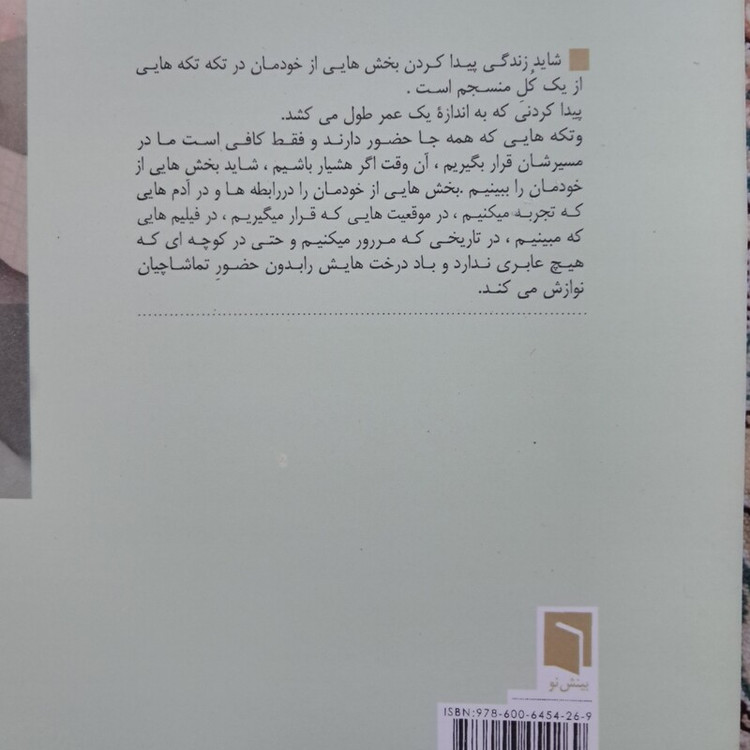 شاید زندگی پیدا کردن بخش هایی از خودمان در تکه تکه هایی
از یک کُلِ منسجم است .
پیدا کردنی که به اندازهٔ یک عمر طول می کشد.
وتکه هایی که همه جا حضور دارند و فقط کافی است ما در
مسیرشان قرار بگیریم ، آن وقت اگر هشیار باشیم ، شاید بخش هایی از
خودمان را ببینیم .بخش هایی از خودمان را دررابطه ها و در آدم هایی
که تجربه میکنیم ، در موقعیت هایی که قرار میگیریم ، در فیلیم هایی
که مبینیم ، در تاریخی که مررور میکنیم و حتی در کوچه ای که
هیچ عابری ندارد و باد درخت هایش رابدون حضورِ تماشاچیان
نوازش می کند.
بینش نو
ISBN:978-600-6454-26-9